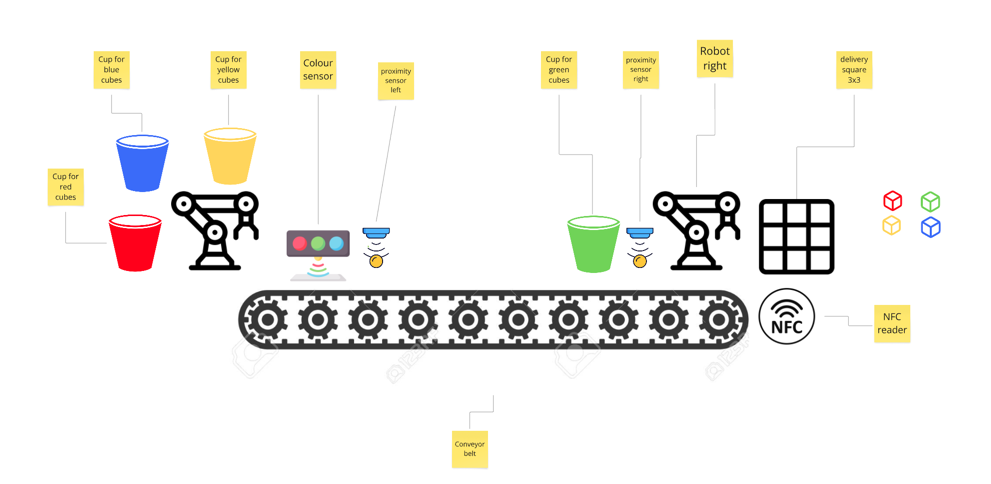 Cup for
blue
cubes
Cup for
yellow
cubes
Colour
sensor
proximity
sensor
left
Cup for
green
cubes
proximity
sensor
right
Robot
right
delivery
square
3x3
Cup for
red
cubes
NFC
NFC
reader
Conveyor
belt